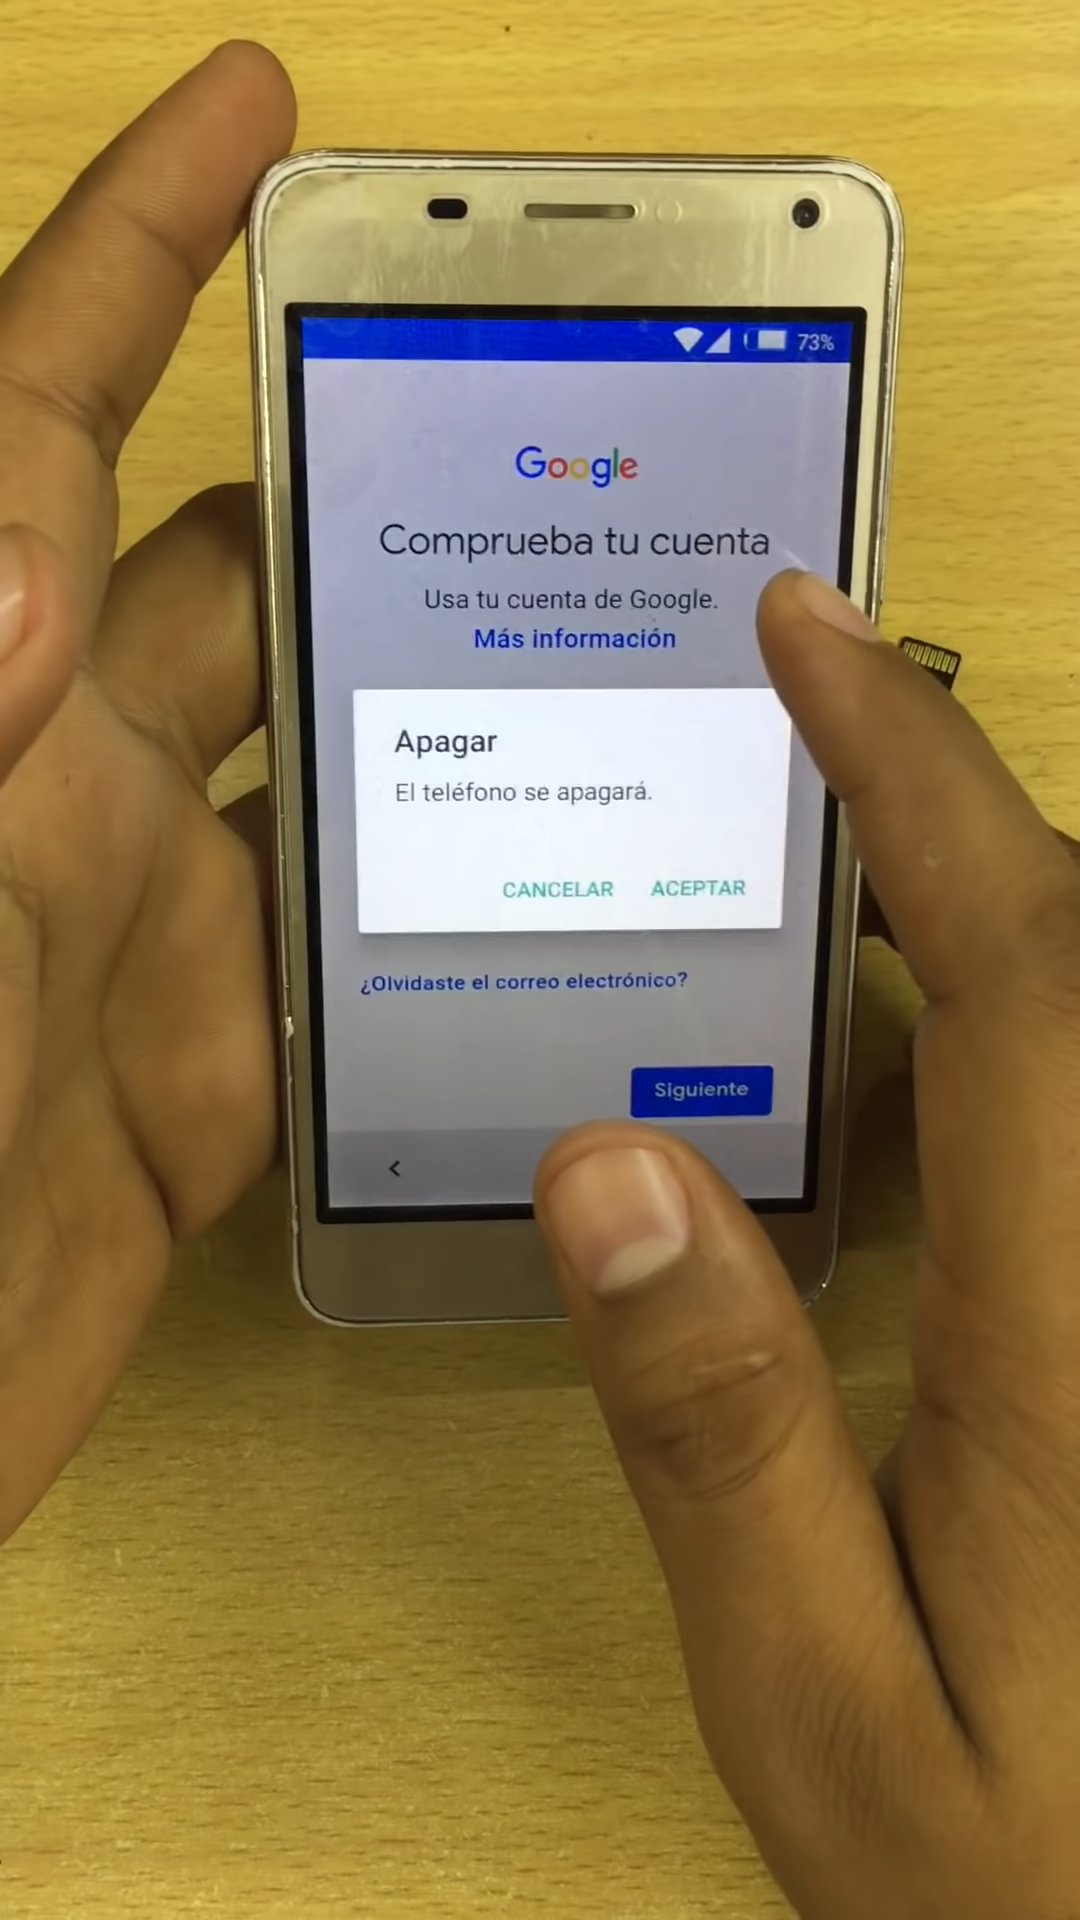 73%
Google
Comprueba tu cuenta
Usa tu cuenta de Google.
Más información
Apagar
El teléfono se apagará.
CANCELAR ACEPTAR
¿Olvidaste el correo electrónico?
Siguiente